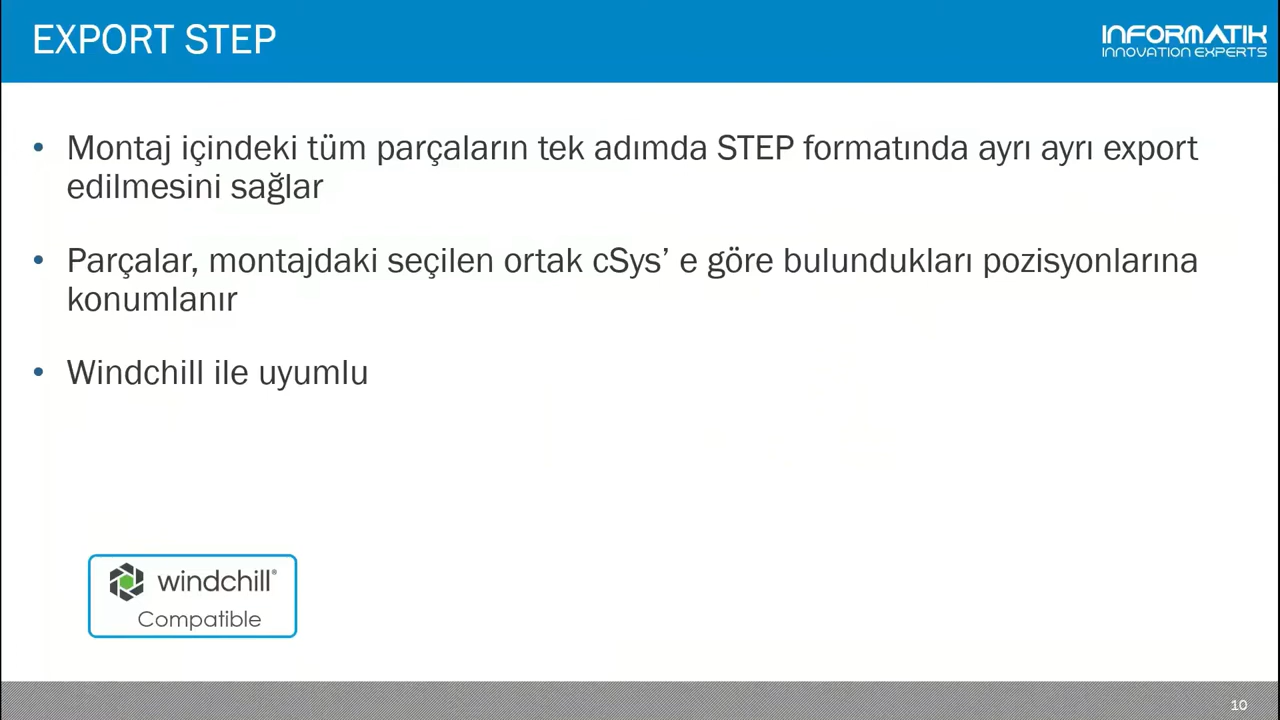 EXPORT STEP
INFORMATIK
INNOVATION EXPERTS
• Montaj içindeki tüm parçaların tek adımda STEP formatında ayrı ayrı export
edilmesini sağlar
• Parçalar, montajdaki seçilen ortak cSys’ e göre bulundukları pozisyonlarına
konumlanır
• Windchill ile uyumlu
windchill®
Compatible
10